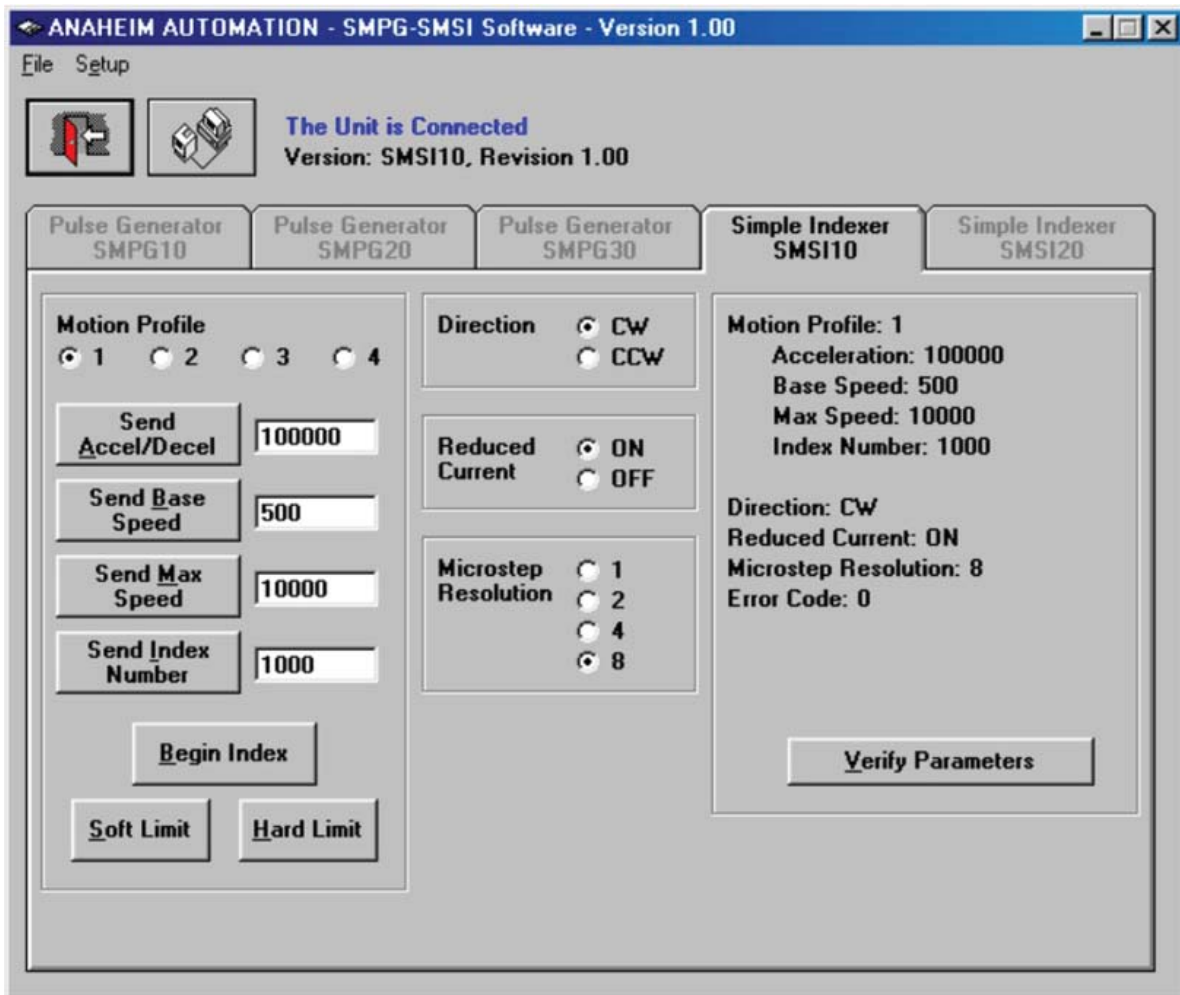 ANAHEIM AUTOMATION - SMPG-SMSI Software - Version 1.00
File Setup
The Unit is Connected
Version: SMSI10, Revision 1.00
Pulse Generator
SMPG10
Pulse Generator
SMPG20
Pulse Generator
SMPG30
Simple Indexer
SMSI10
Simple Indexer
SMSI20
Motion Profile
1 2 3 4
Send
Accel/Decel
100000
Send Base
Speed
500
Send Max
Speed
10000
Send Index
Number
1000
Begin Index
Soft Limit
Hard Limit
Direction
CW
CCW
Reduced
Current
ON
OFF
Microstep
Resolution
1
2
4
8
Motion Profile: 1
Acceleration: 100000
Base Speed: 500
Max Speed: 10000
Index Number: 1000
Direction: CW
Reduced Current: ON
Microstep Resolution: 8
Error Code: 0
Verify Parameters